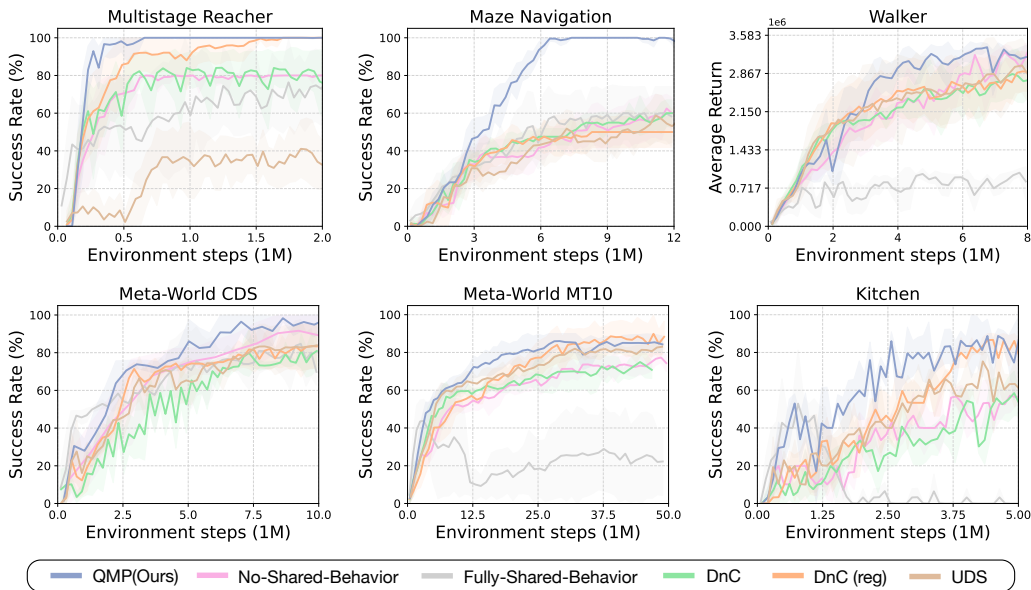 Multistage Reacher
Success Rate (%)
100
80
60
40
20
0
0.0 0.5 1.0 1.5 2.0
Environment steps (1M)
Maze Navigation
Success Rate (%)
100
80
60
40
20
0
0 3 6 9 12
Environment steps (1M)
Walker
1e6
Average Return
3.583
2.867
2.150
1.433
0.717
0.000
0 2 4 6 8
Environment steps (1M)
Meta-World CDS
Success Rate (%)
100
80
60
40
20
0
0.0 2.5 5.0 7.5 10.0
Environment steps (1M)
Meta-World MT10
Success Rate (%)
100
80
60
40
20
0
0.0 12.5 25.0 37.5 50.0
Environment steps (1M)
Kitchen
Success Rate (%)
100
80
60
40
20
0
0.00 1.25 2.50 3.75 5.00
Environment steps (1M)
QMP(Ours) No-Shared-Behavior Fully-Shared-Behavior DnC DnC (reg) UDS